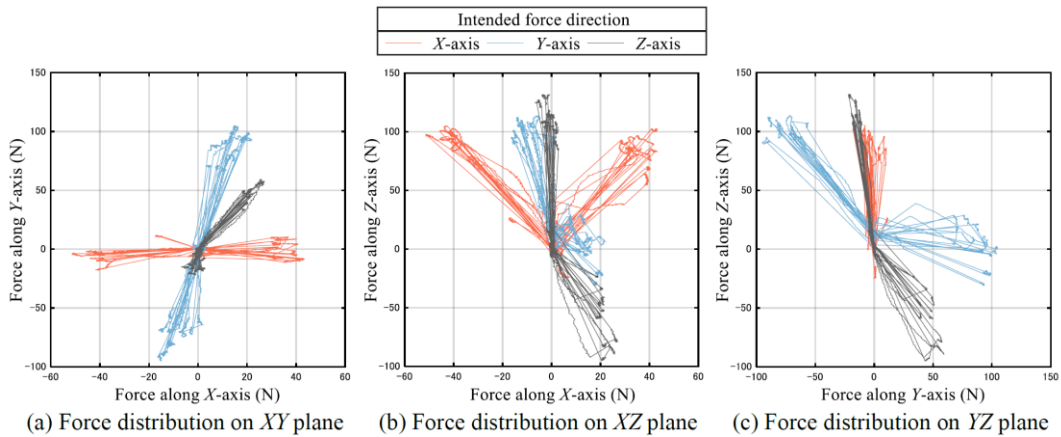 Intended force direction
X-axis Y-axis Z-axis
150
100
50
0
−50
−100
−60 −40 −20 0 20 40 60
Force along Y-axis (N)
Force along X-axis (N)
(a) Force distribution on XY plane
150
100
50
0
−50
−100
−60 −40 −20 0 20 40 60
Force along Z-axis (N)
Force along X-axis (N)
(b) Force distribution on XZ plane
150
100
50
0
−50
−100
−100 −50 0 50 100 150
Force along Z-axis (N)
Force along Y-axis (N)
(c) Force distribution on YZ plane